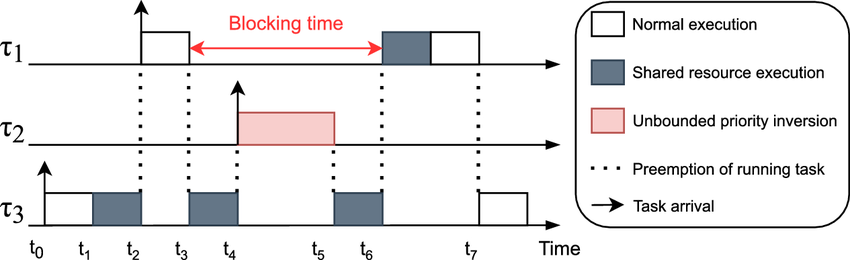 Blocking time
τ1
τ2
τ3
t0 t1 t2 t3 t4 t5 t6 t7 Time
Normal execution
Shared resource execution
Unbounded priority inversion
Preemption of running task
Task arrival